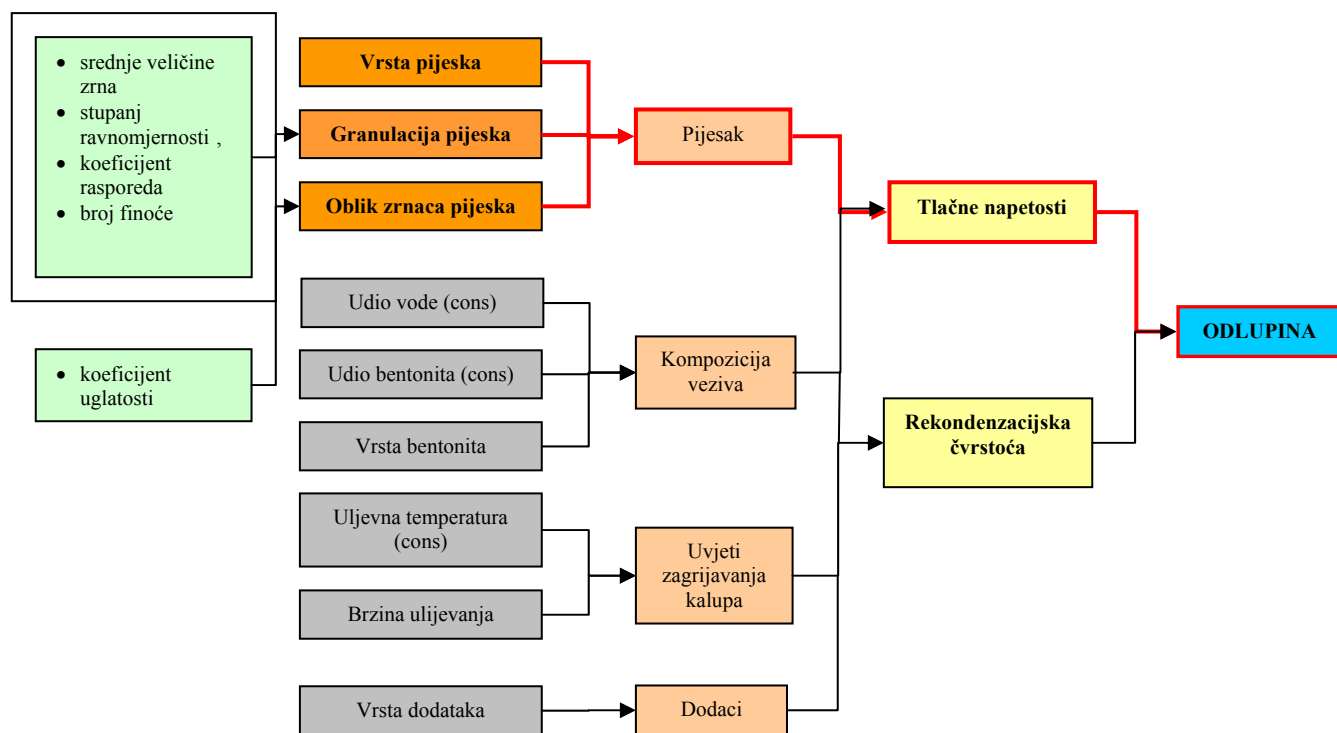 • srednje veličine
zrna
• stupanj
ravnomjernosti ,
• koeficijent
rasporeda
• broj finoće
• koeficijent
uglatosti
Vrsta pijeska
Granulacija pijeska
Oblik zrnaca pijeska
Udio vode (cons)
Udio bentonita (cons)
Vrsta bentonita
Uljevna temperatura
(cons)
Brzina ulijevanja
Vrsta dodataka
Pijesak
Kompozicija
veziva
Uvjeti
zagrijavanja
kalupa
Dodaci
Tlačne napetosti
Rekondenzacijska
čvrstoća
ODLUPINA